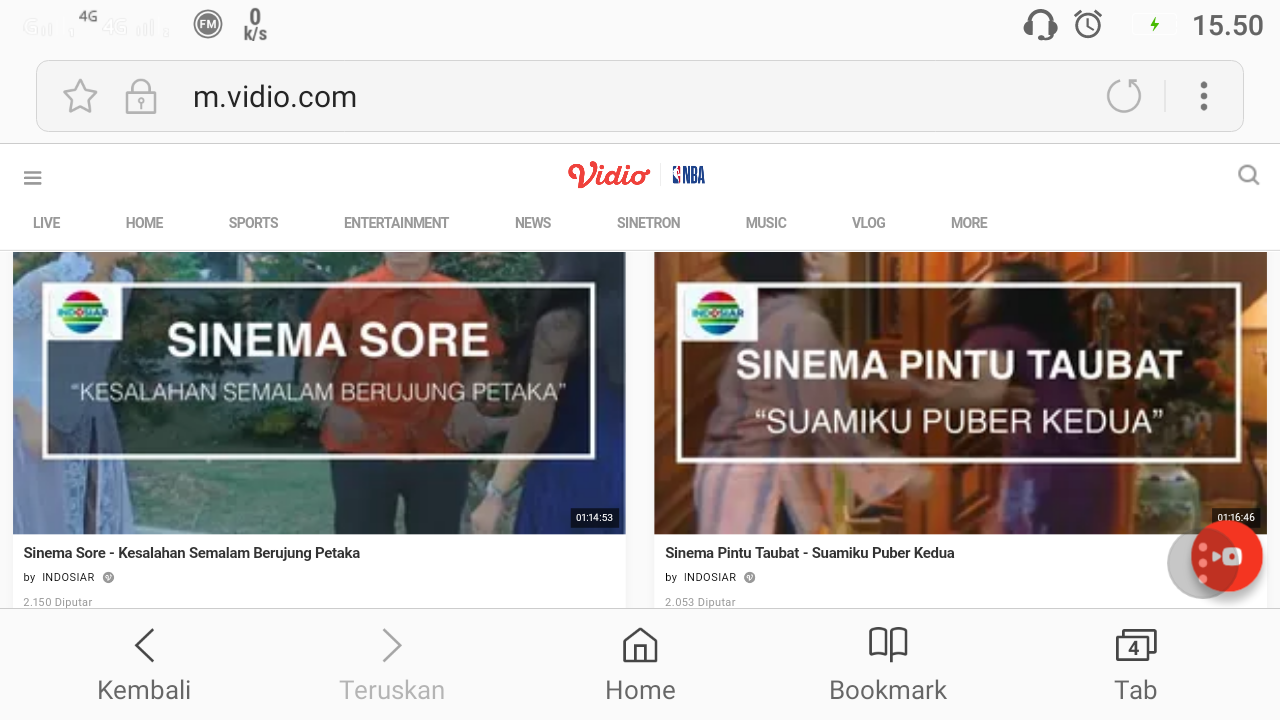 4G
4G
FM
0
k/s
15.50
m.vidio.com
Vidio NBA
LIVE HOME SPORTS ENTERTAINMENT NEWS SINETRON MUSIC VLOG MORE
INDOSIAR
SINEMA SORE
“KESALAHAN SEMALAM BERUJUNG PETAKA”
01:14:53
Sinema Sore - Kesalahan Semalam Berujung Petaka
by INDOSIAR
2.150 Diputar
INDOSIAR
SINEMA PINTU TAUBAT
“SUAMIKU PUBER KEDUA”
01:16:46
Sinema Pintu Taubat - Suamiku Puber Kedua
by INDOSIAR
2.053 Diputar
4
Kembali Teruskan Home Bookmark Tab